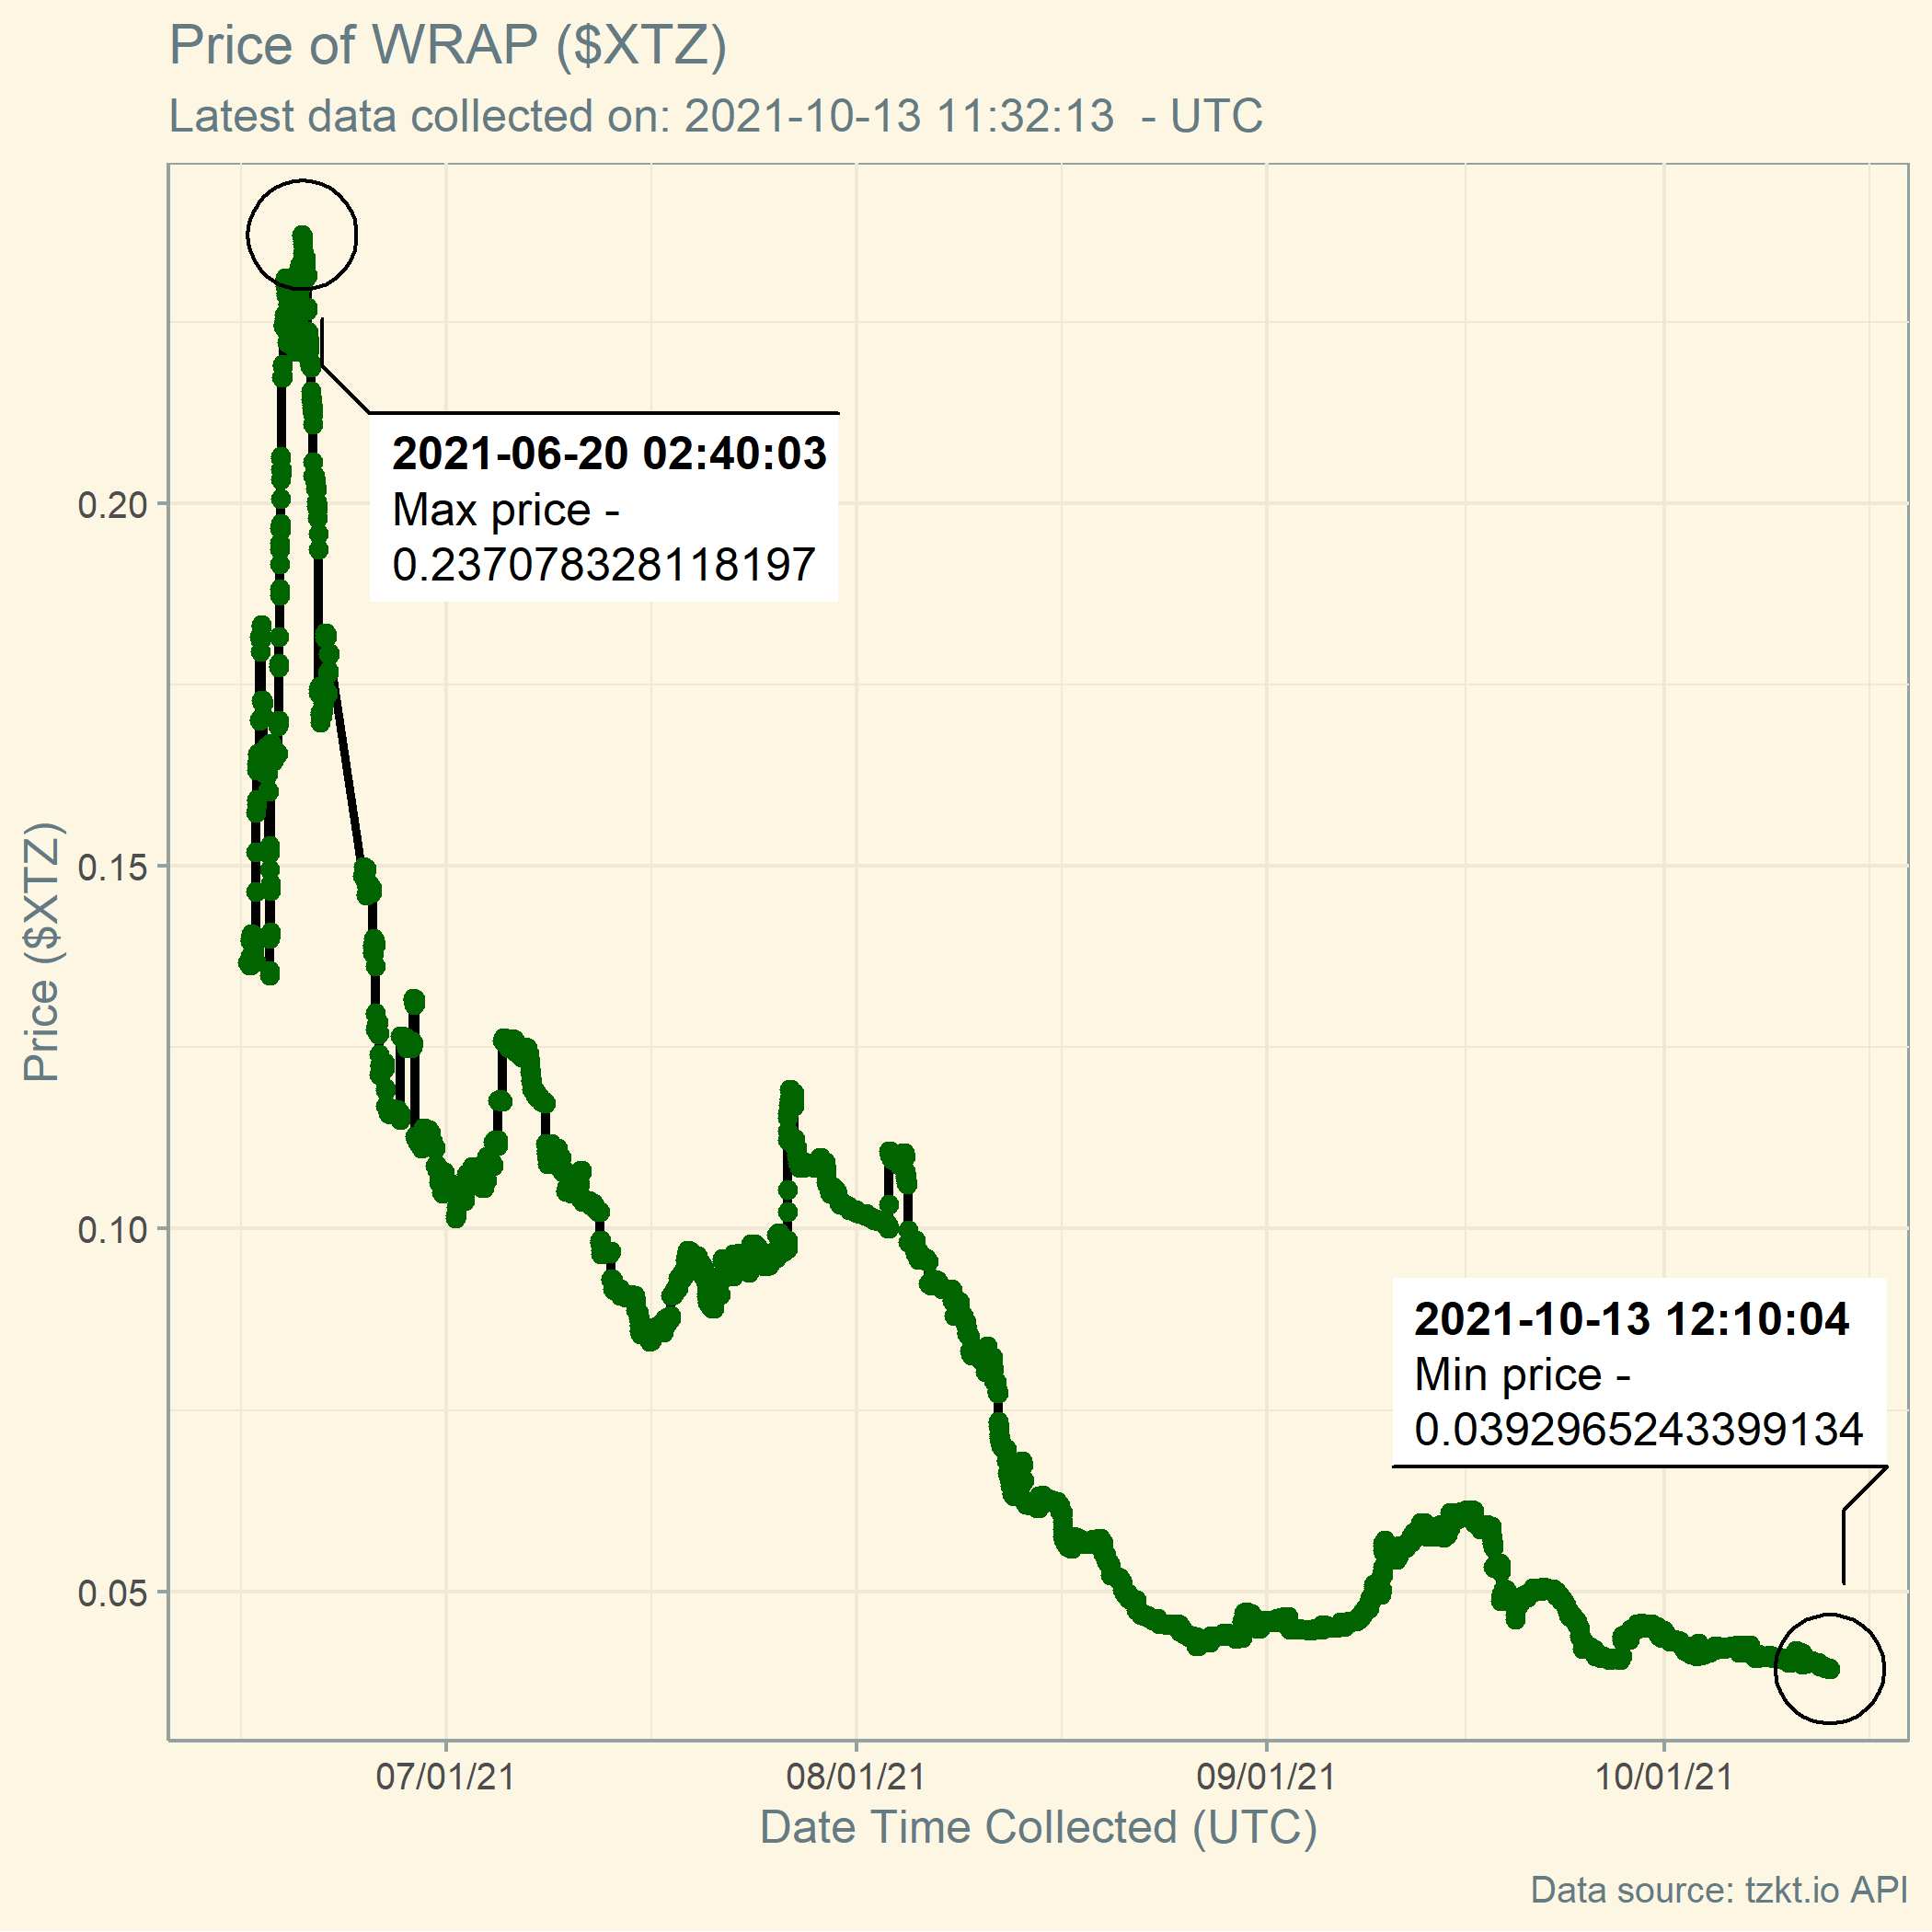 Price of WRAP ($XTZ)
Latest data collected on: 2021-10-13 11:32:13  - UTC
2021-06-20 02:40:03
Max price -
0.237078328118197
0.20
0.15
0.10
0.05
Price ($XTZ)
2021-10-13 12:10:04
Min price -
0.0392965243399134
07/01/21
08/01/21
09/01/21
10/01/21
Date Time Collected (UTC)
Data source: tzkt.io API